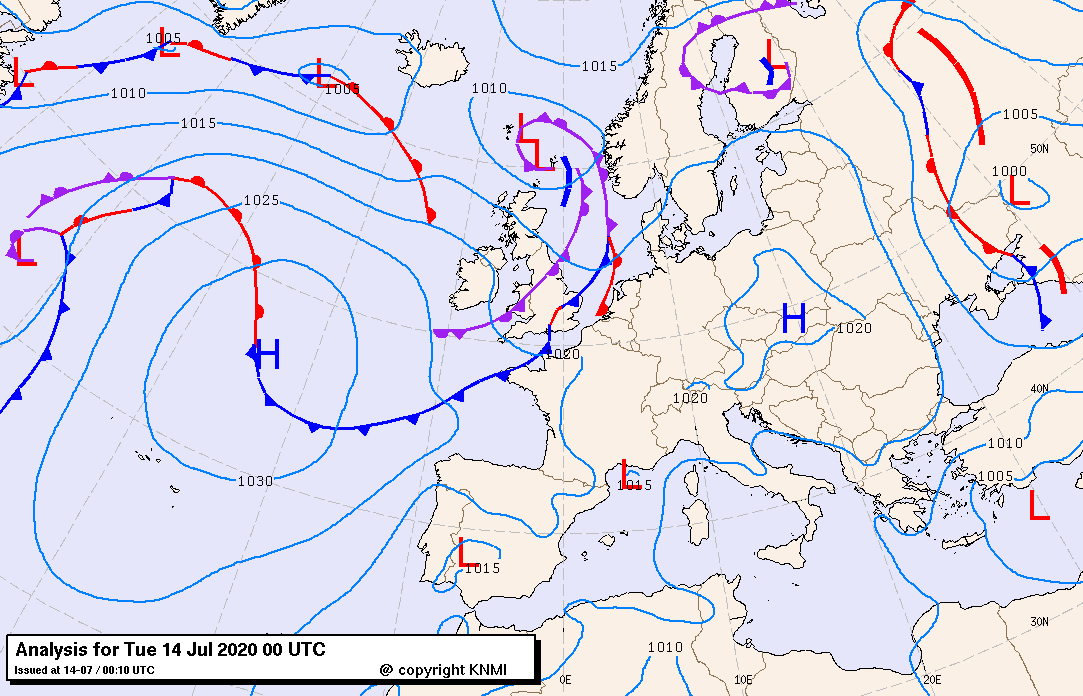 1005
L
L
L
1005
1010
1015
1010
1015
L
L
L
1005
50N
1000
L
1025
L
H
H
1020
1020
1020
40N
1010
1005
L
L
1015
1030
L
1015
30N
1010
0E
10E
20E
Analysis for Tue 14 Jul 2020 00 UTC
Issued at 14-07 / 00:10 UTC
@ copyright KNMI